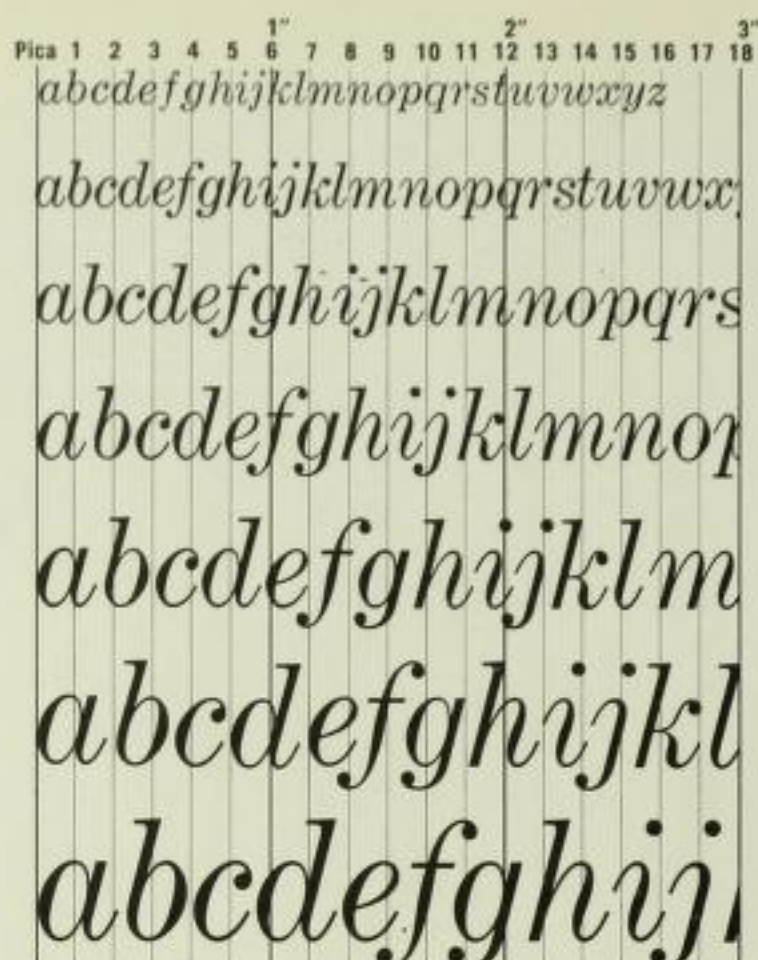 1" 2" 3"
Pica 1 2 3 4 5 6 7 8 9 10 11 12 13 14 15 16 17 18
abcdefghijklmnopqrstuvwxyz
abcdefghijklmnopqrstuvwx
abcdefghijklmnopqrs
abcdefghijklmnop
abcdefghijklm
abcdefghijkl
abcdefghij